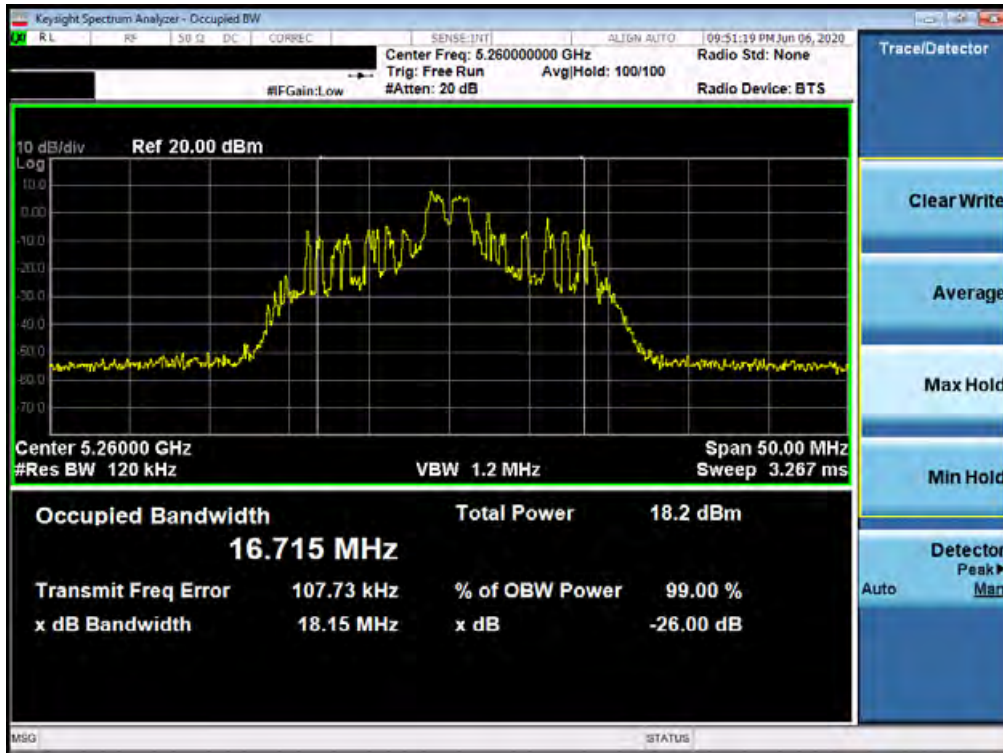 Keysight Spectrum Analyzer - Occupied BW
RL RF 50 Ω DC CORREC SENSE:INT ALIGN AUTO 09:51:19 PM Jun 06, 2020
Center Freq: 5.260000000 GHz Radio Std: None
Trig: Free Run Avg|Hold: 100/100
#IFGain:Low #Atten: 20 dB Radio Device: BTS
10 dB/div Ref 20.00 dBm
Log
10.0
0.00
-10.0
-20.0
-30.0
-40.0
-50.0
-60.0
-70.0
Center 5.26000 GHz Span 50.00 MHz
#Res BW 120 kHz VBW 1.2 MHz Sweep 3.267 ms
Occupied Bandwidth Total Power 18.2 dBm
16.715 MHz
Transmit Freq Error 107.73 kHz % of OBW Power 99.00 %
x dB Bandwidth 18.15 MHz x dB -26.00 dB
MSG STATUS
Trace/Detector
Clear Write
Average
Max Hold
Min Hold
Detector
Peak▶
Auto Man